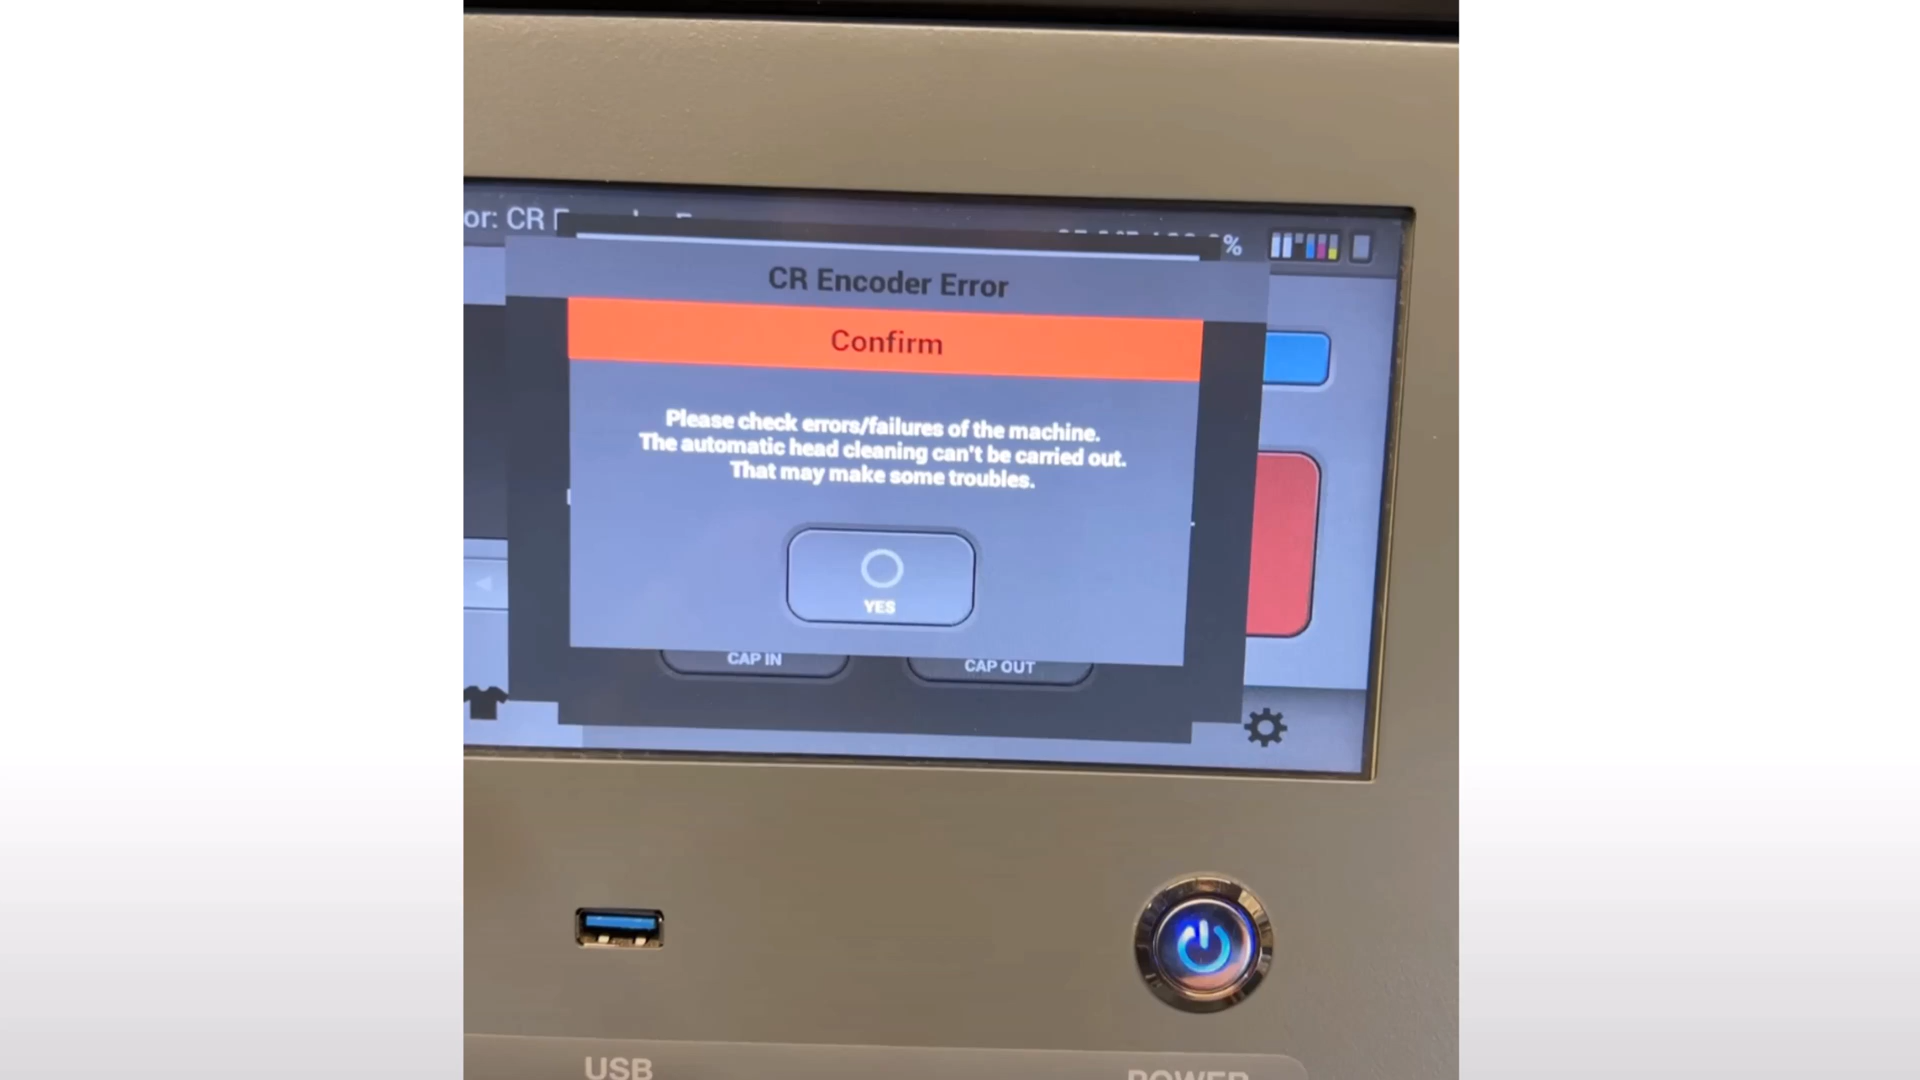 or: CR
%
CR Encoder Error
Confirm
Please check errors/failures of the machine.
The automatic head cleaning can't be carried out.
That may make some troubles.
YES
CAP IN
CAP OUT
USB
POWER